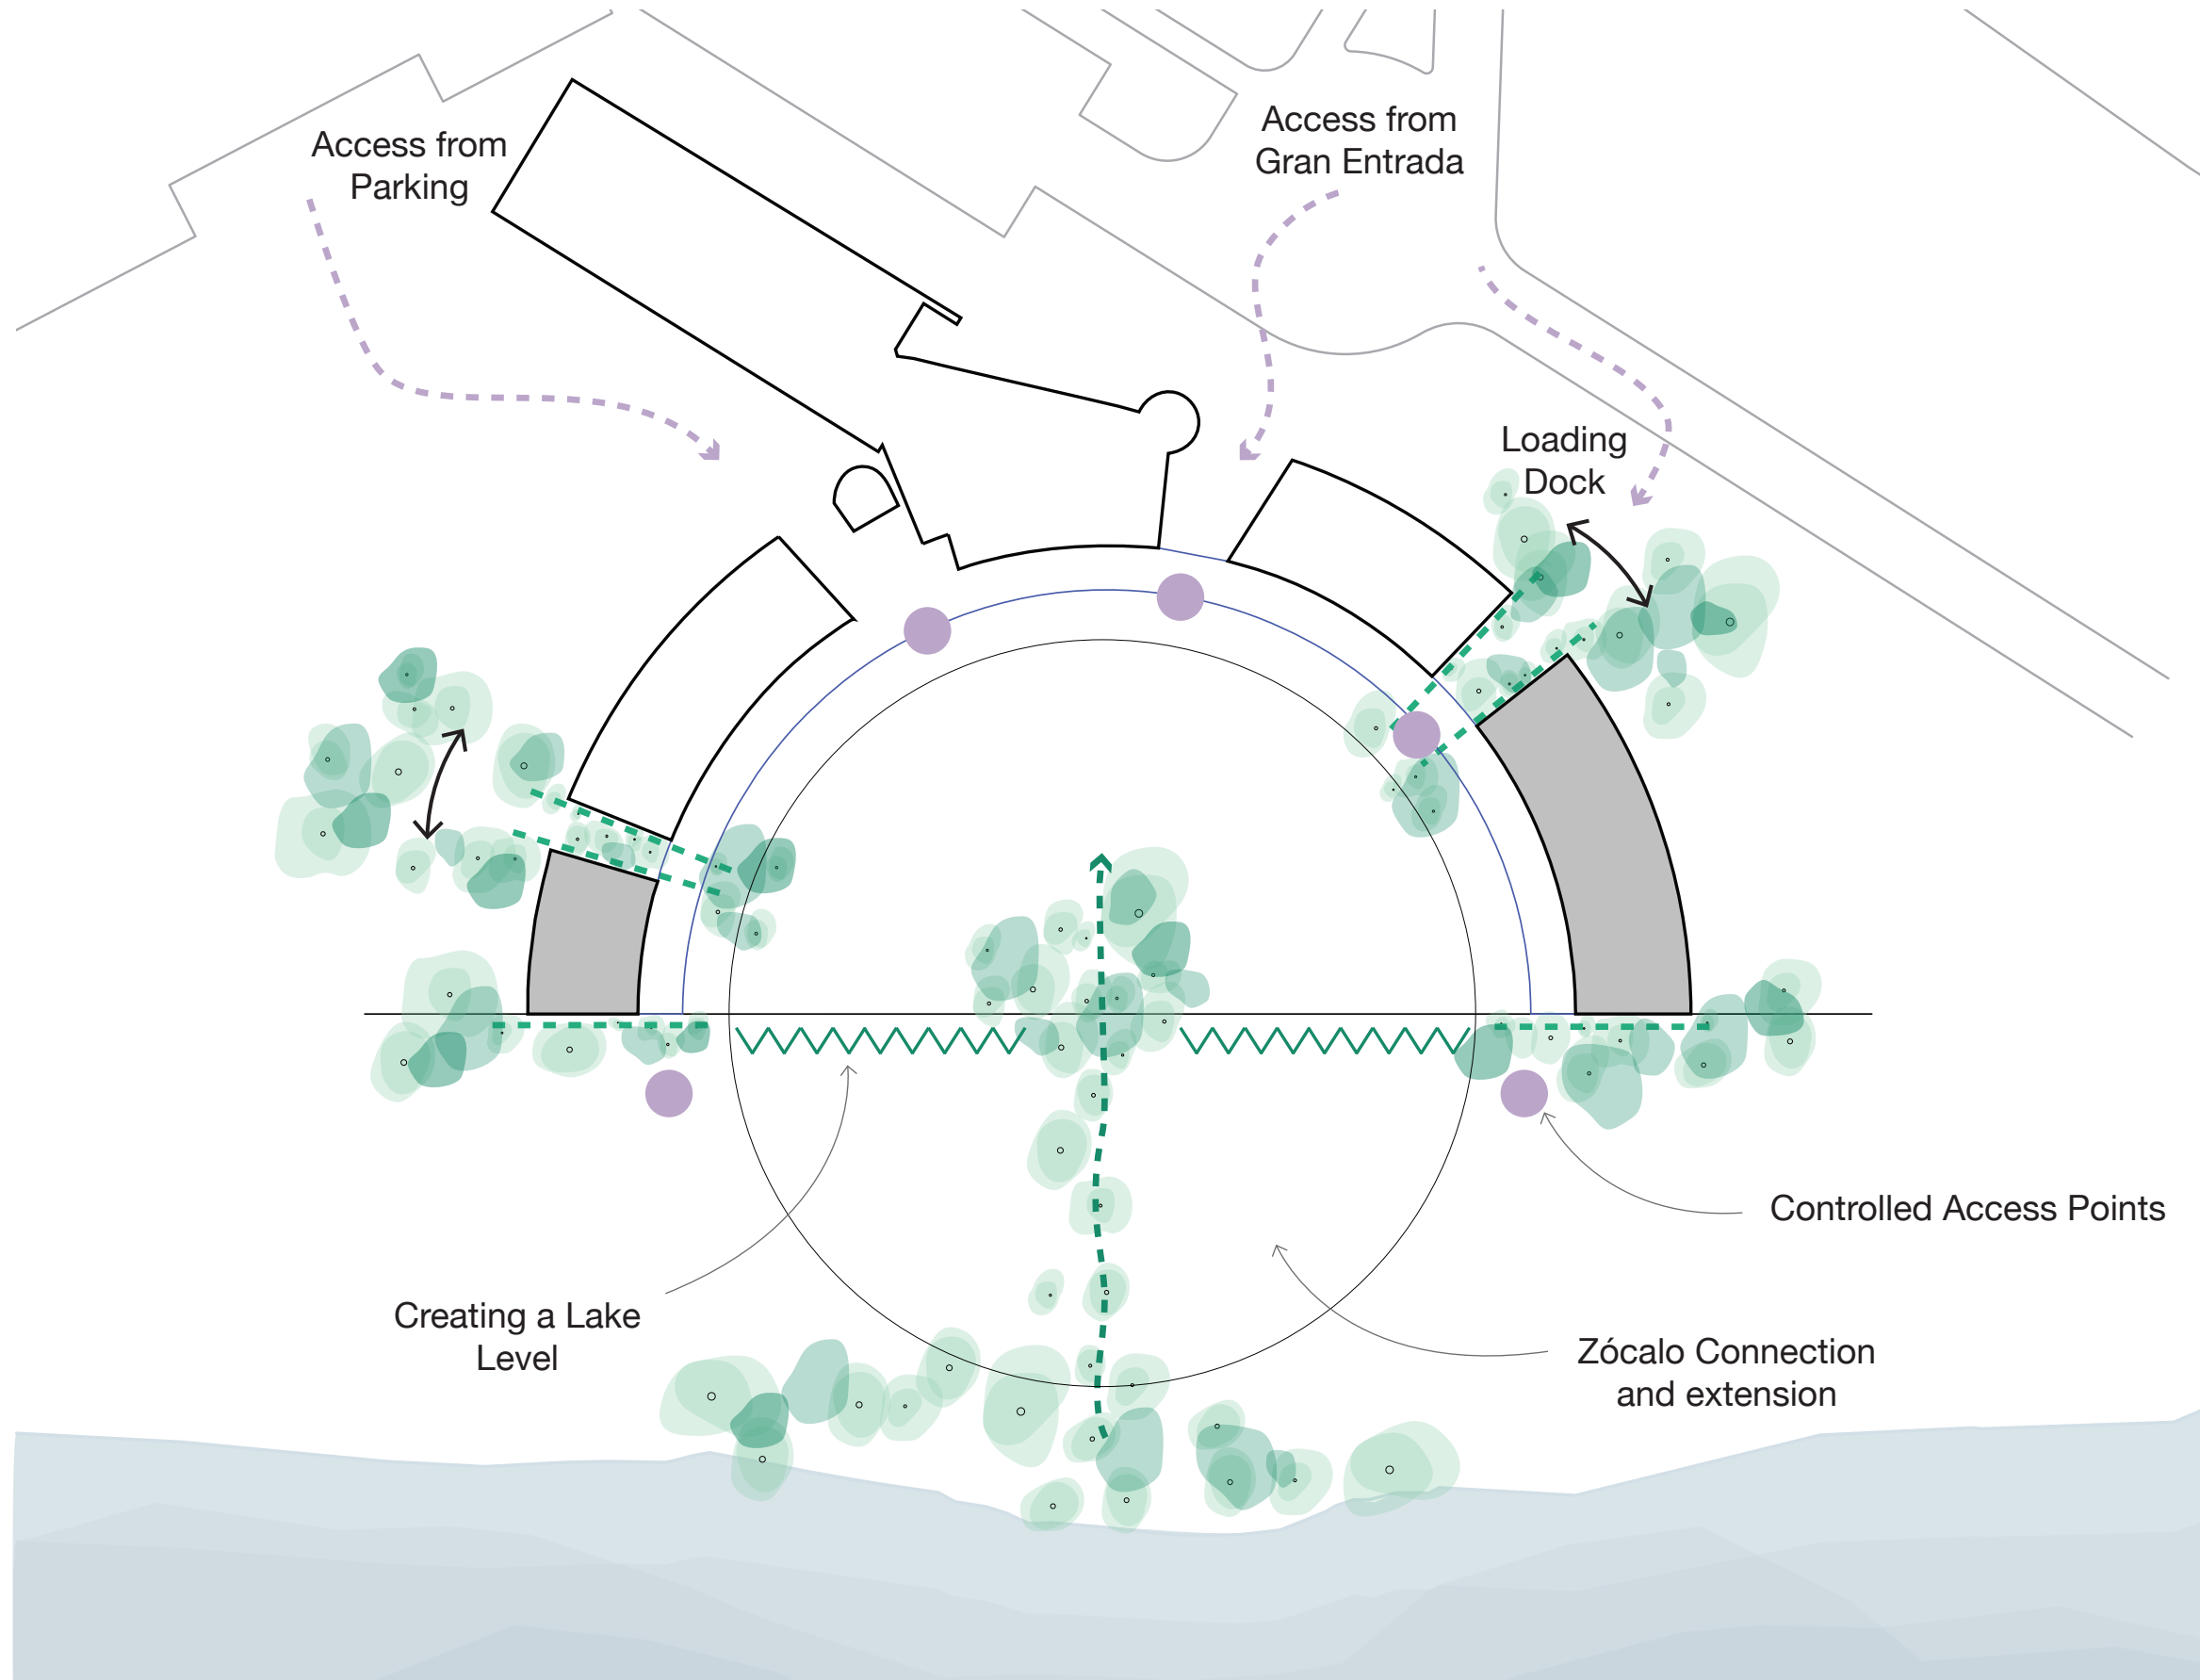 Access from
Parking
Access from
Gran Entrada
Loading
Dock
Controlled Access Points
Creating a Lake
Level
Zócalo Connection
and extension